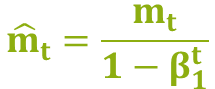 m̂ₜ = mₜ / (1 − β₁ᵗ)